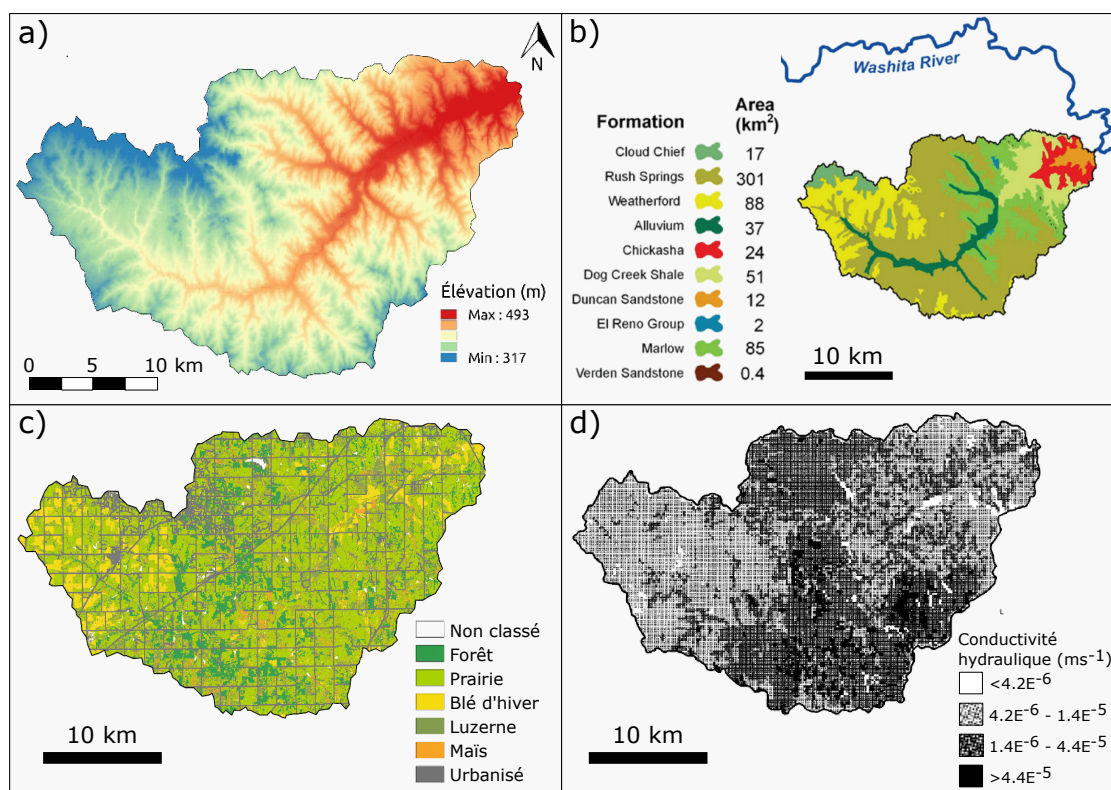 a)
N
Élévation (m)
Max : 493
Min : 317
0 5 10 km
b)
Washita River
Formation
Area
(km²)
Cloud Chief 17
Rush Springs 301
Weatherford 88
Alluvium 37
Chickasha 24
Dog Creek Shale 51
Duncan Sandstone 12
El Reno Group 2
Marlow 85
Verden Sandstone 0.4
10 km
c)
Non classé
Forêt
Prairie
Blé d'hiver
Luzerne
Maïs
Urbanisé
10 km
d)
L
Conductivité
hydraulique (ms⁻¹)
<4.2E⁻⁶
4.2E⁻⁶ - 1.4E⁻⁵
1.4E⁻⁶ - 4.4E⁻⁵
>4.4E⁻⁵
10 km